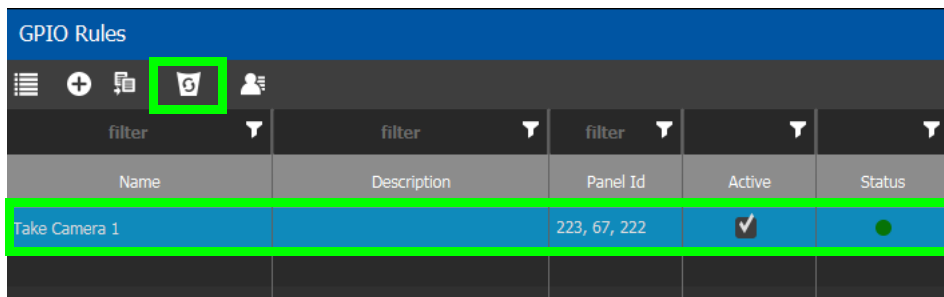 GPIO Rules
filter filter filter
Name Description Panel Id Active Status
Take Camera 1 223, 67, 222